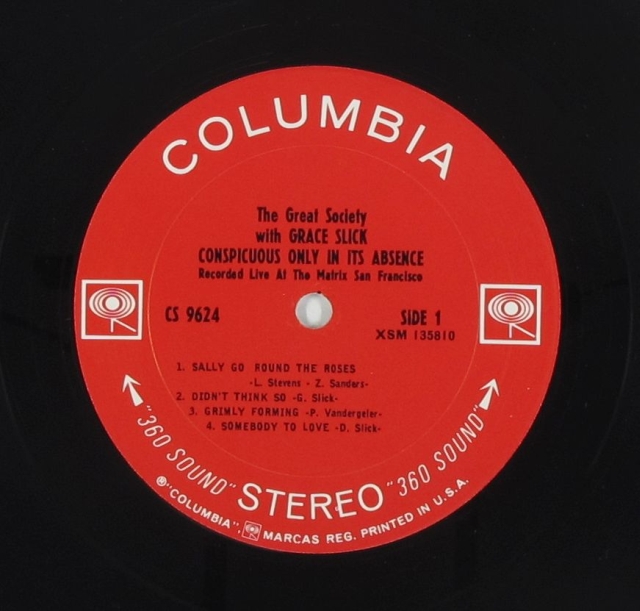 COLUMBIA
The Great Society
with GRACE SLICK
CONSPICUOUS ONLY IN ITS ABSENCE
Recorded Live At The Matrix San Francisco
CS 9624
SIDE 1
XSM 135810
1. SALLY GO ROUND THE ROSES
-L. Stevens - Z. Sanders-
2. DIDN'T THINK SO -G. Slick-
3. GRIMLY FORMING -P. Vandergeler-
4. SOMEBODY TO LOVE -D. Slick-
"360 SOUND" STEREO "360 SOUND"
®"COLUMBIA", MARCAS REG. PRINTED IN U.S.A.